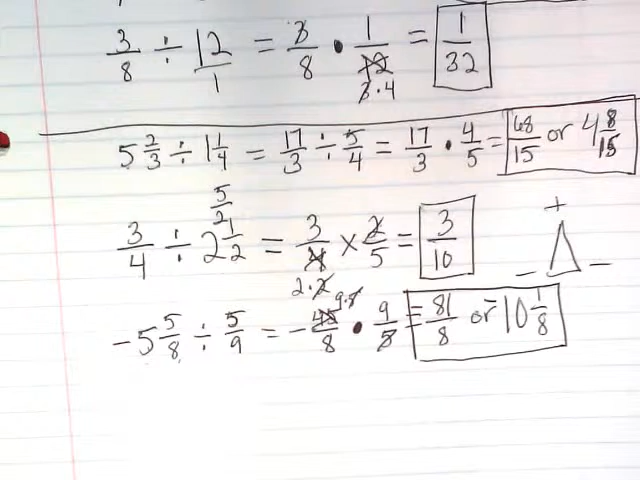 3/8 ÷ 12/1 = 3/8 • 1/12 = 1/32
3·4
5 2/3 ÷ 1 1/4 = 17/3 ÷ 5/4 = 17/3 • 4/5 = 68/15 or 4 8/15
5/2
3/4 ÷ 2 1/2 = 3/4 × 2/5 = 3/10
2·2
+
− −
9·5
-5 5/8 ÷ 5/9 = -45/8 • 9/5 = -81/8 or -10 1/8